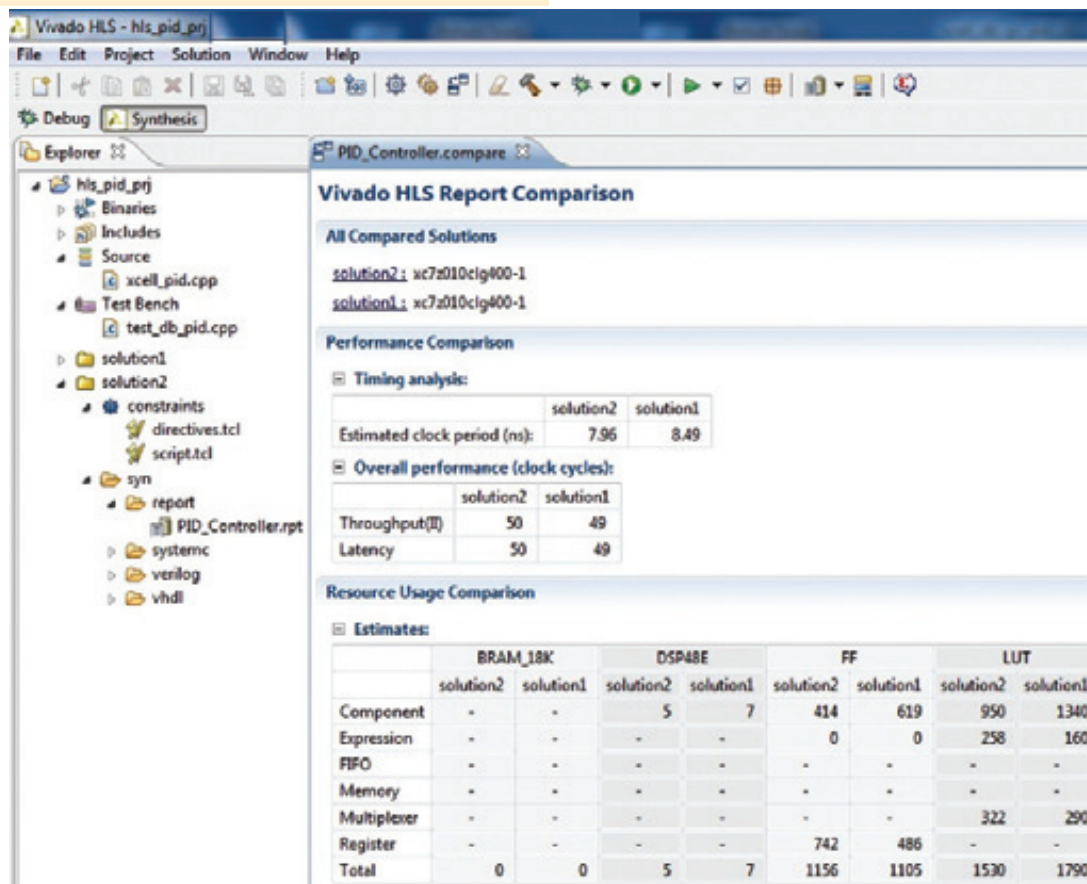 Vivado HLS - hls_pid_prj
File Edit Project Solution Window Help
Debug Synthesis
Explorer
hls_pid_prj
Binaries
Includes
Source
xcell_pid.cpp
Test Bench
test_db_pid.cpp
solution1
solution2
constraints
directives.tcl
script.tcl
syn
report
PID_Controller.rpt
systemc
verilog
vhdl
PID_Controller.compare
Vivado HLS Report Comparison
All Compared Solutions
solution2: xc7z010clg400-1
solution1: xc7z010clg400-1
Performance Comparison
Timing analysis:
solution2 solution1
Estimated clock period (ns): 7.96 8.49
Overall performance (clock cycles):
solution2 solution1
Throughput(II) 50 49
Latency 50 49
Resource Usage Comparison
Estimates:
BRAM_18K DSP48E FF LUT
solution2 solution1 solution2 solution1 solution2 solution1 solution2 solution1
Component - - 5 7 414 619 950 1340
Expression - - - - 0 0 258 160
FIFO - - - - - - - -
Memory - - - - - - - -
Multiplexer - - - - - - 322 290
Register - - - - 742 486 - -
Total 0 0 5 7 1156 1105 1530 1790